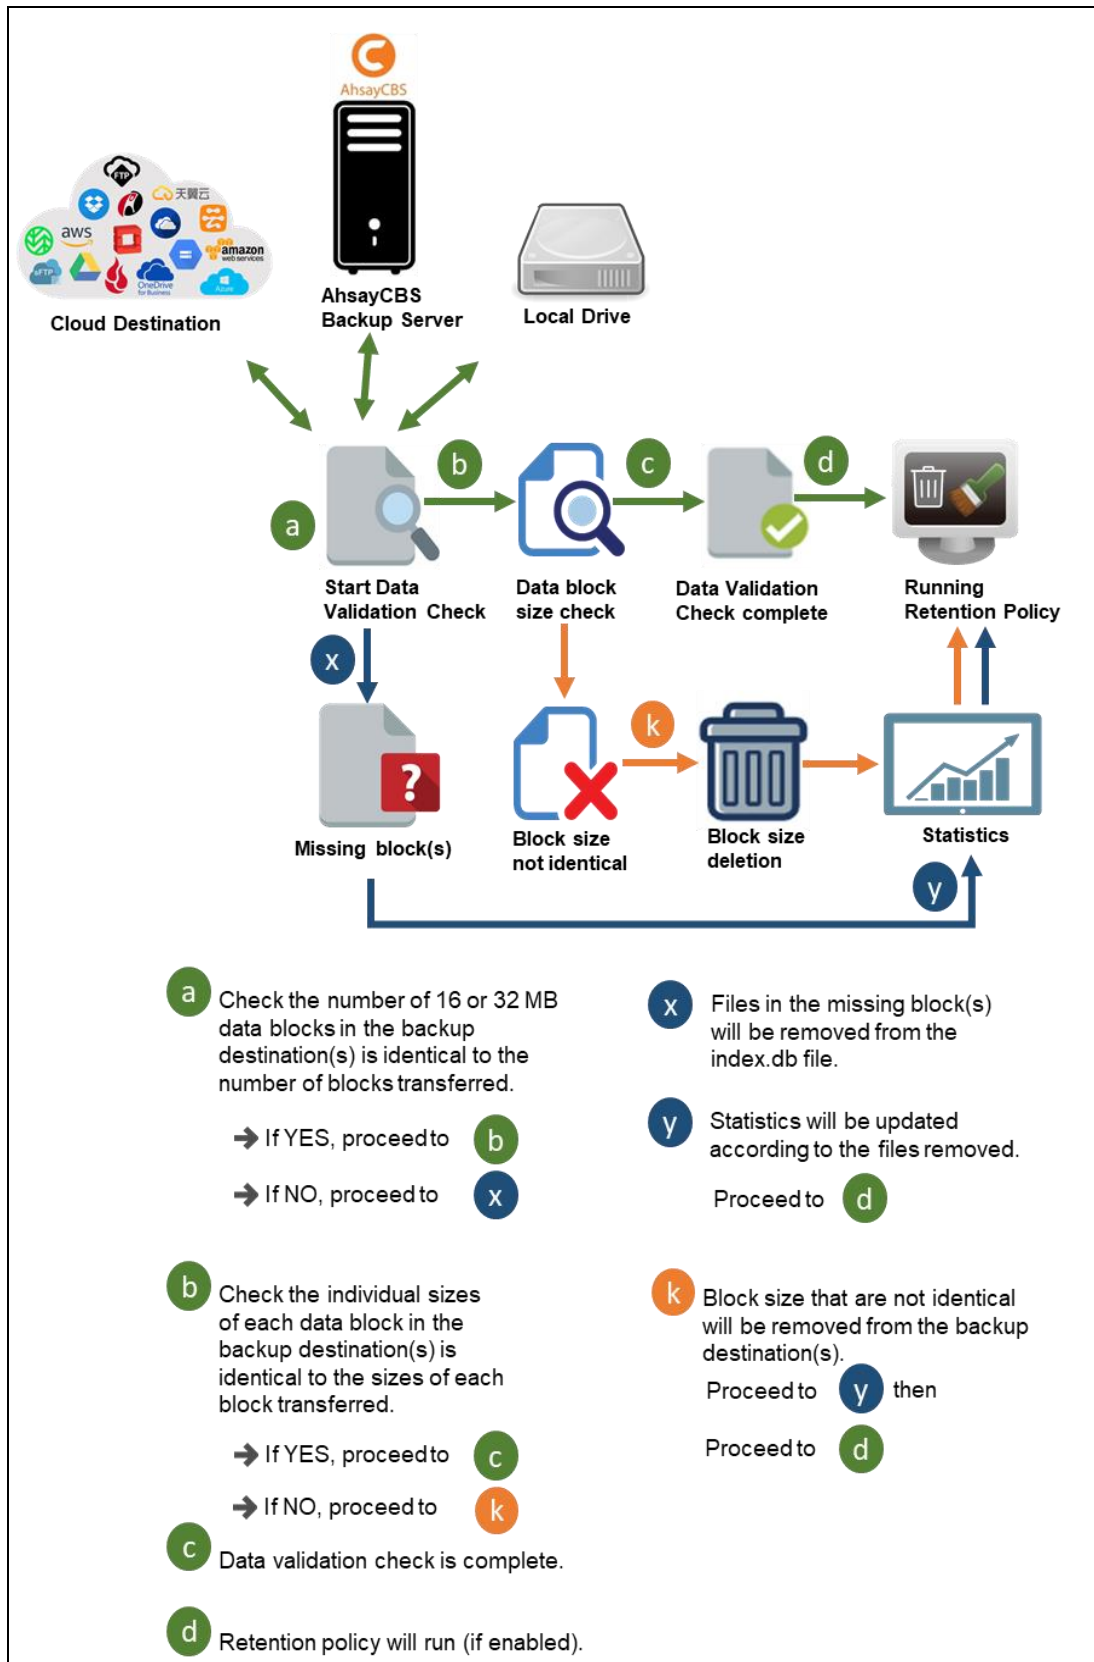 AhsayCBS
FTP
天翼云
aws
amazon
web services
sFTP
OneDrive
for Business
Azure
Cloud Destination
AhsayCBS
Backup Server
Local Drive
a
b
c
d
Start Data
Validation Check
Data block
size check
Data Validation
Check complete
Running
Retention Policy
x
k
?
Missing block(s)
Block size
not identical
Block size
deletion
Statistics
y
a
Check the number of 16 or 32 MB
data blocks in the backup
destination(s) is identical to the
number of blocks transferred.
➔ If YES, proceed to b
➔ If NO, proceed to x
b
Check the individual sizes
of each data block in the
backup destination(s) is
identical to the sizes of each
block transferred.
➔ If YES, proceed to c
➔ If NO, proceed to k
c Data validation check is complete.
d Retention policy will run (if enabled).
x
Files in the missing block(s)
will be removed from the
index.db file.
y
Statistics will be updated
according to the files removed.
Proceed to d
k
Block size that are not identical
will be removed from the backup
destination(s).
Proceed to y then
Proceed to d